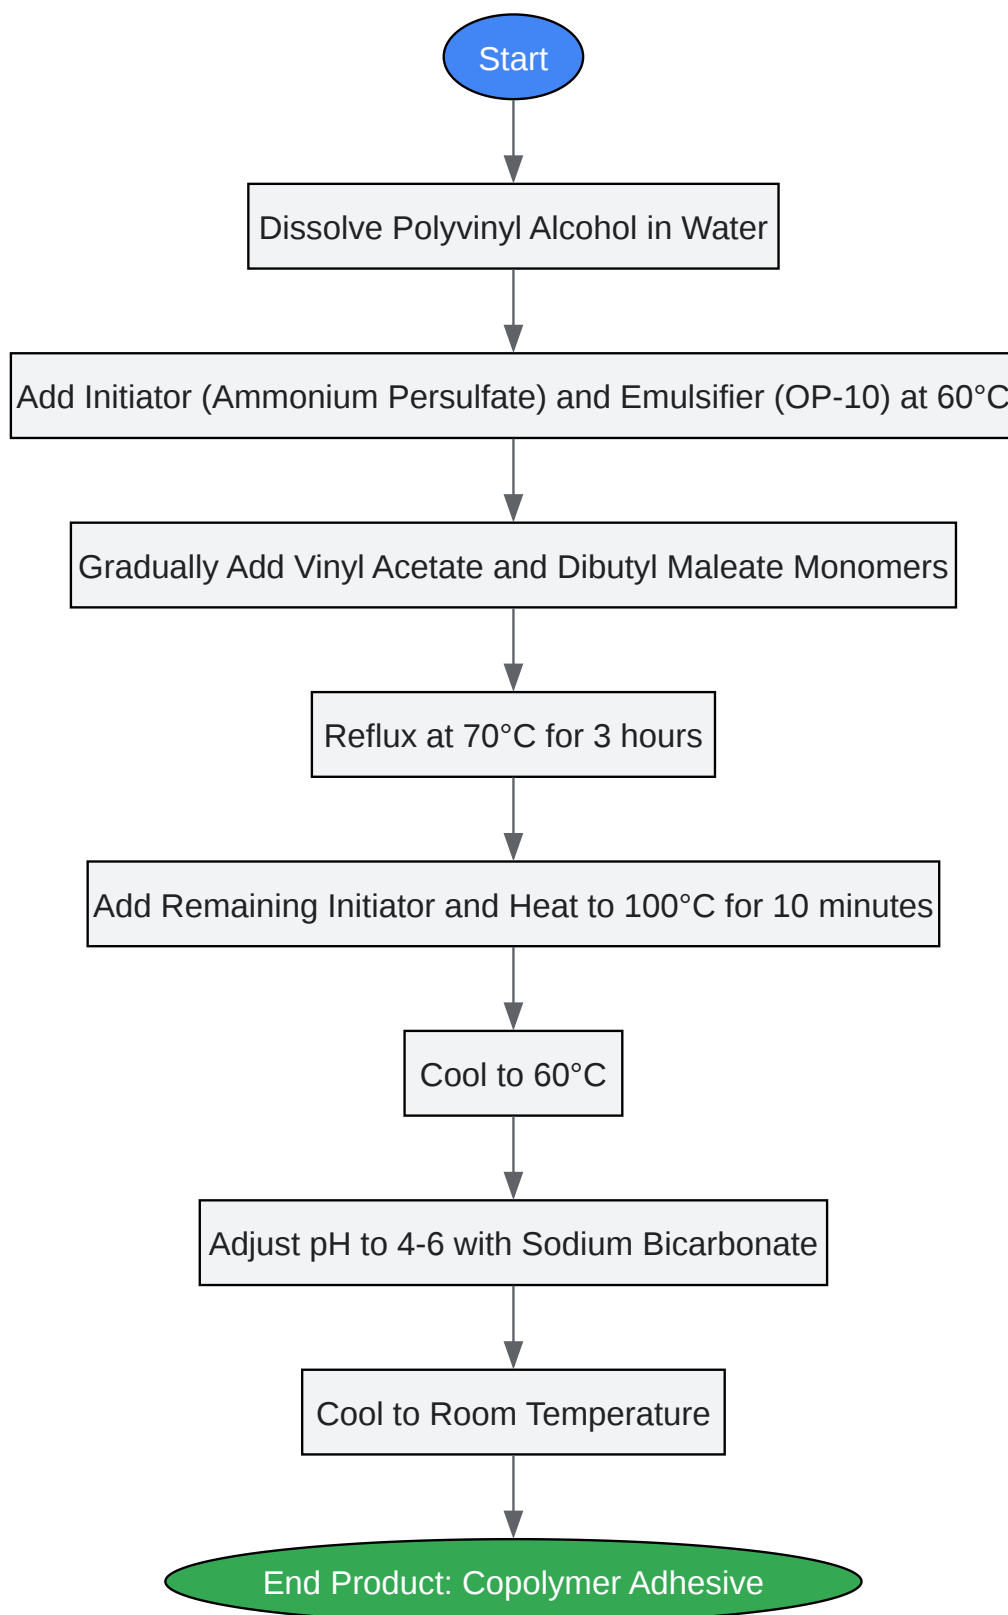 Start
Dissolve Polyvinyl Alcohol in Water
Add Initiator (Ammonium Persulfate) and Emulsifier (OP-10) at 60°C
Gradually Add Vinyl Acetate and Dibutyl Maleate Monomers
Reflux at 70°C for 3 hours
Add Remaining Initiator and Heat to 100°C for 10 minutes
Cool to 60°C
Adjust pH to 4-6 with Sodium Bicarbonate
Cool to Room Temperature
End Product: Copolymer Adhesive